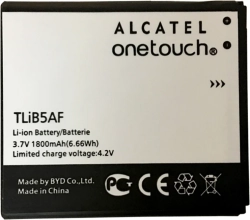 ALCATEL
onetouch®
TLiB5AF
Li-ion Battery/Batterie
3.7V 1800mAh(6.66Wh)
Limited charge voltage:4.2V
Made by BYD Co.,Ltd.
Made in China